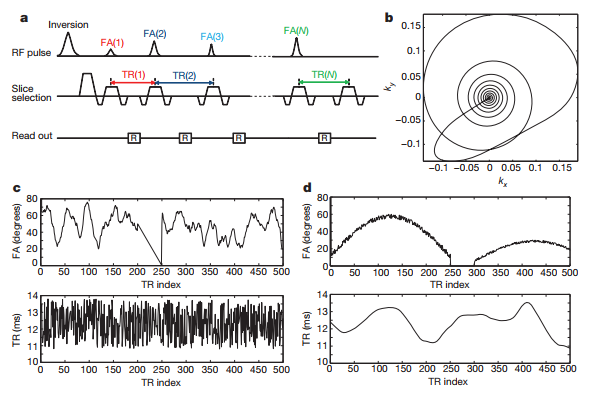 a
Inversion
FA(1)
FA(2)
FA(3)
FA(N)
RF pulse
TR(1)
TR(2)
TR(N)
Slice
selection
Read out
R
R
R
R
b
0.15
0.1
0.05
0
−0.05
−0.1
ky
−0.1
−0.05
0
0.05
0.1
0.15
kx
c
80
60
40
20
0
FA (degrees)
0 50 100 150 200 250 300 350 400 450 500
TR index
14
13
12
11
10
TR (ms)
0 50 100 150 200 250 300 350 400 450 500
TR index
d
80
60
40
20
0
FA (degrees)
0 50 100 150 200 250 300 350 400 450 500
TR index
14
13
12
11
10
TR (ms)
0 50 100 150 200 250 300 350 400 450 500
TR index